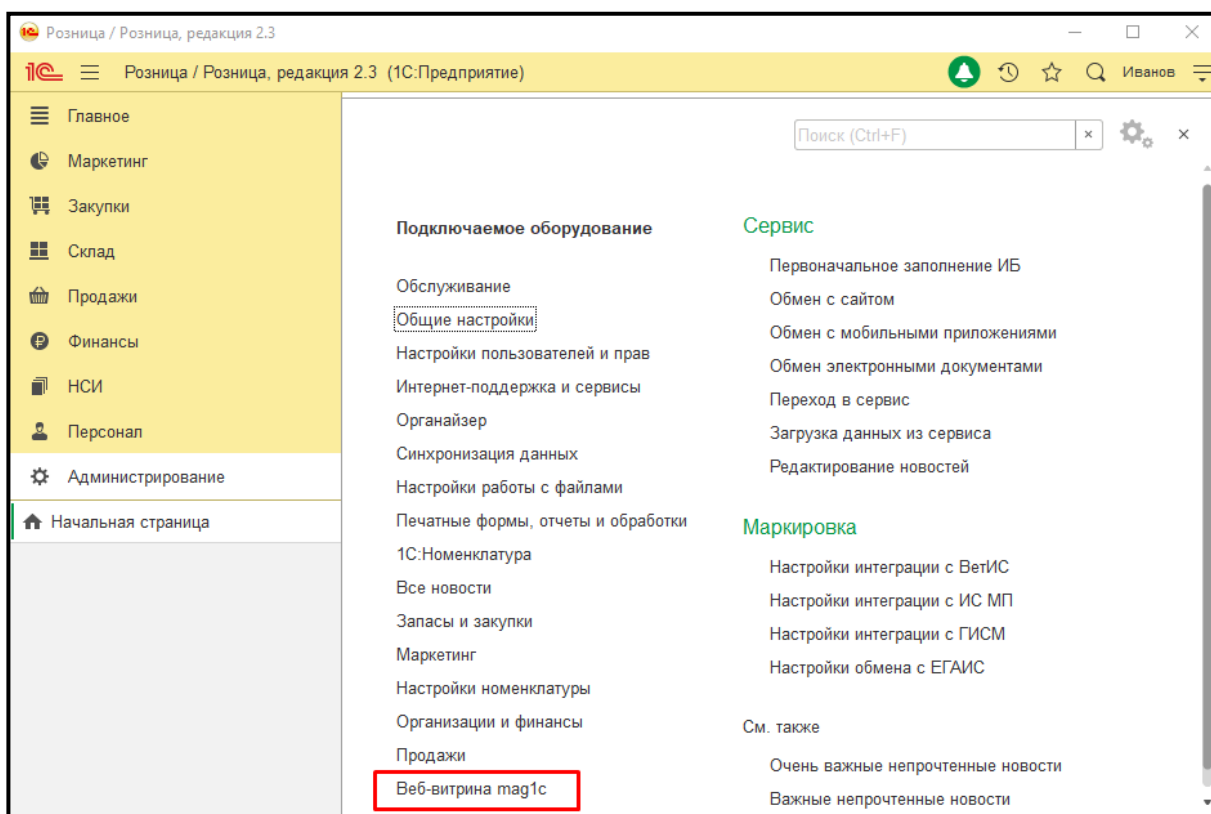 Розница / Розница, редакция 2.3
Розница / Розница, редакция 2.3 (1С:Предприятие)
Иванов
Главное
Маркетинг
Закупки
Склад
Продажи
Финансы
НСИ
Персонал
Администрирование
Начальная страница
Поиск (Ctrl+F)
Подключаемое оборудование
Обслуживание
Общие настройки
Настройки пользователей и прав
Интернет-поддержка и сервисы
Органайзер
Синхронизация данных
Настройки работы с файлами
Печатные формы, отчеты и обработки
1С:Номенклатура
Все новости
Запасы и закупки
Маркетинг
Настройки номенклатуры
Организации и финансы
Продажи
Веб-витрина mag1c
Сервис
Первоначальное заполнение ИБ
Обмен с сайтом
Обмен с мобильными приложениями
Обмен электронными документами
Переход в сервис
Загрузка данных из сервиса
Редактирование новостей
Маркировка
Настройки интеграции с ВетИС
Настройки интеграции с ИС МП
Настройки интеграции с ГИСМ
Настройки обмена с ЕГАИС
См. также
Очень важные непрочтенные новости
Важные непрочтенные новости